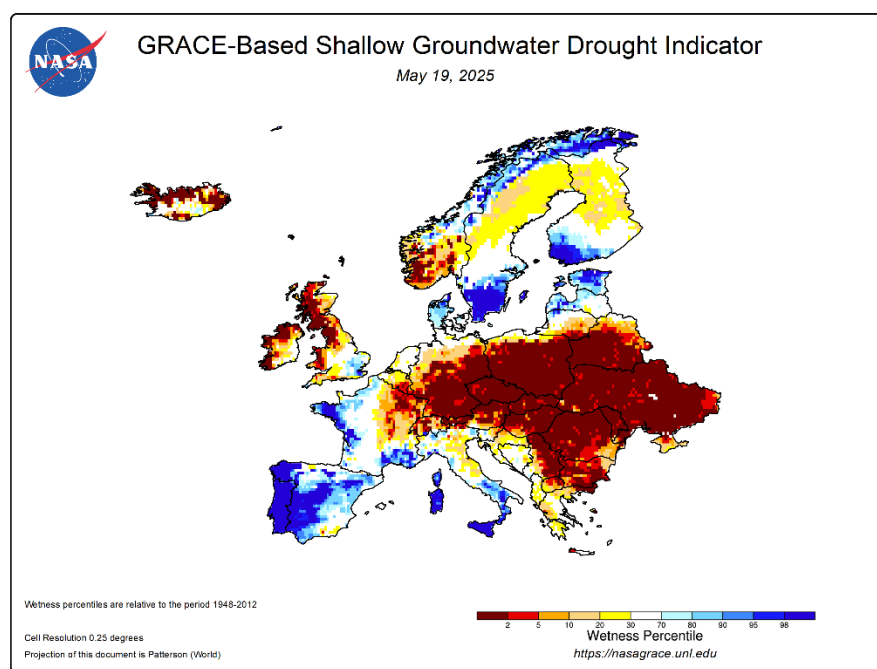 NASA
GRACE-Based Shallow Groundwater Drought Indicator
May 19, 2025
Wetness percentiles are relative to the period 1948-2012
Cell Resolution 0.25 degrees
Projection of this document is Patterson (World)
2 5 10 20 30 70 80 90 95 98
Wetness Percentile
https://nasagrace.unl.edu